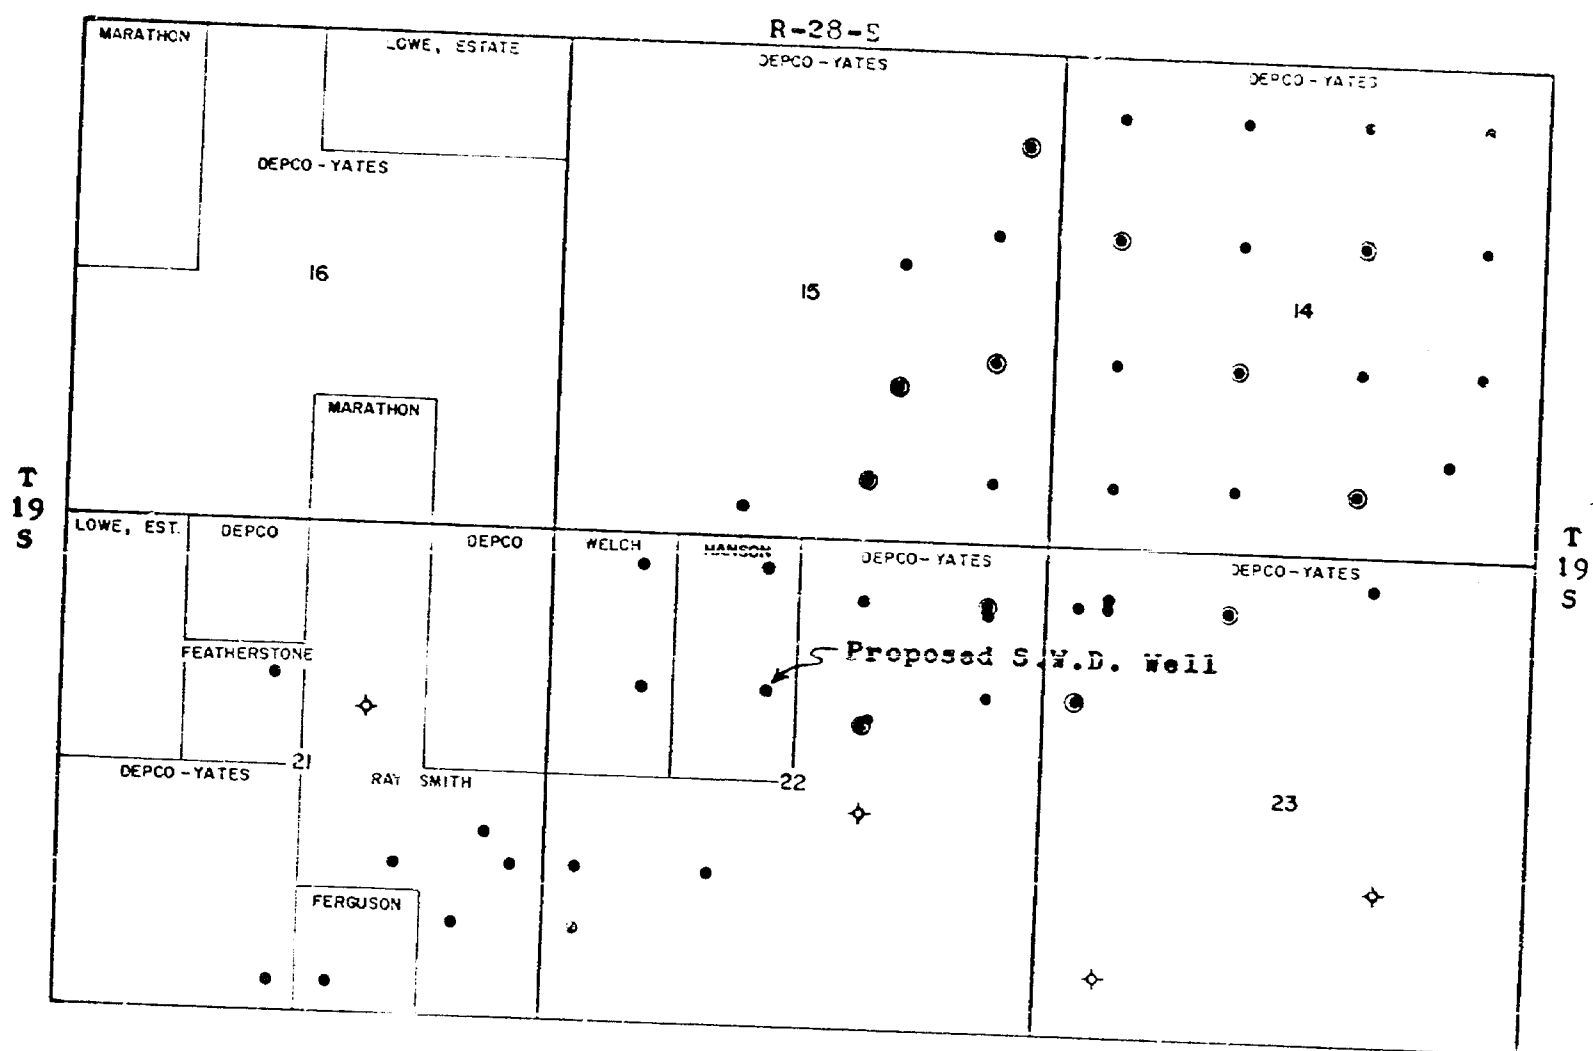 R-28-E
MARATHON
LOWE, ESTATE
DEPCO-YATES
DEPCO-YATES
DEPCO-YATES
16
15
14
MARATHON
T
19
S
T
19
S
LOWE, EST.
DEPCO
DEPCO
WELCH
HANSON
DEPCO-YATES
DEPCO-YATES
FEATHERSTONE
Proposed S.W.D. Well
21
DEPCO-YATES
RAY SMITH
22
23
FERGUSON